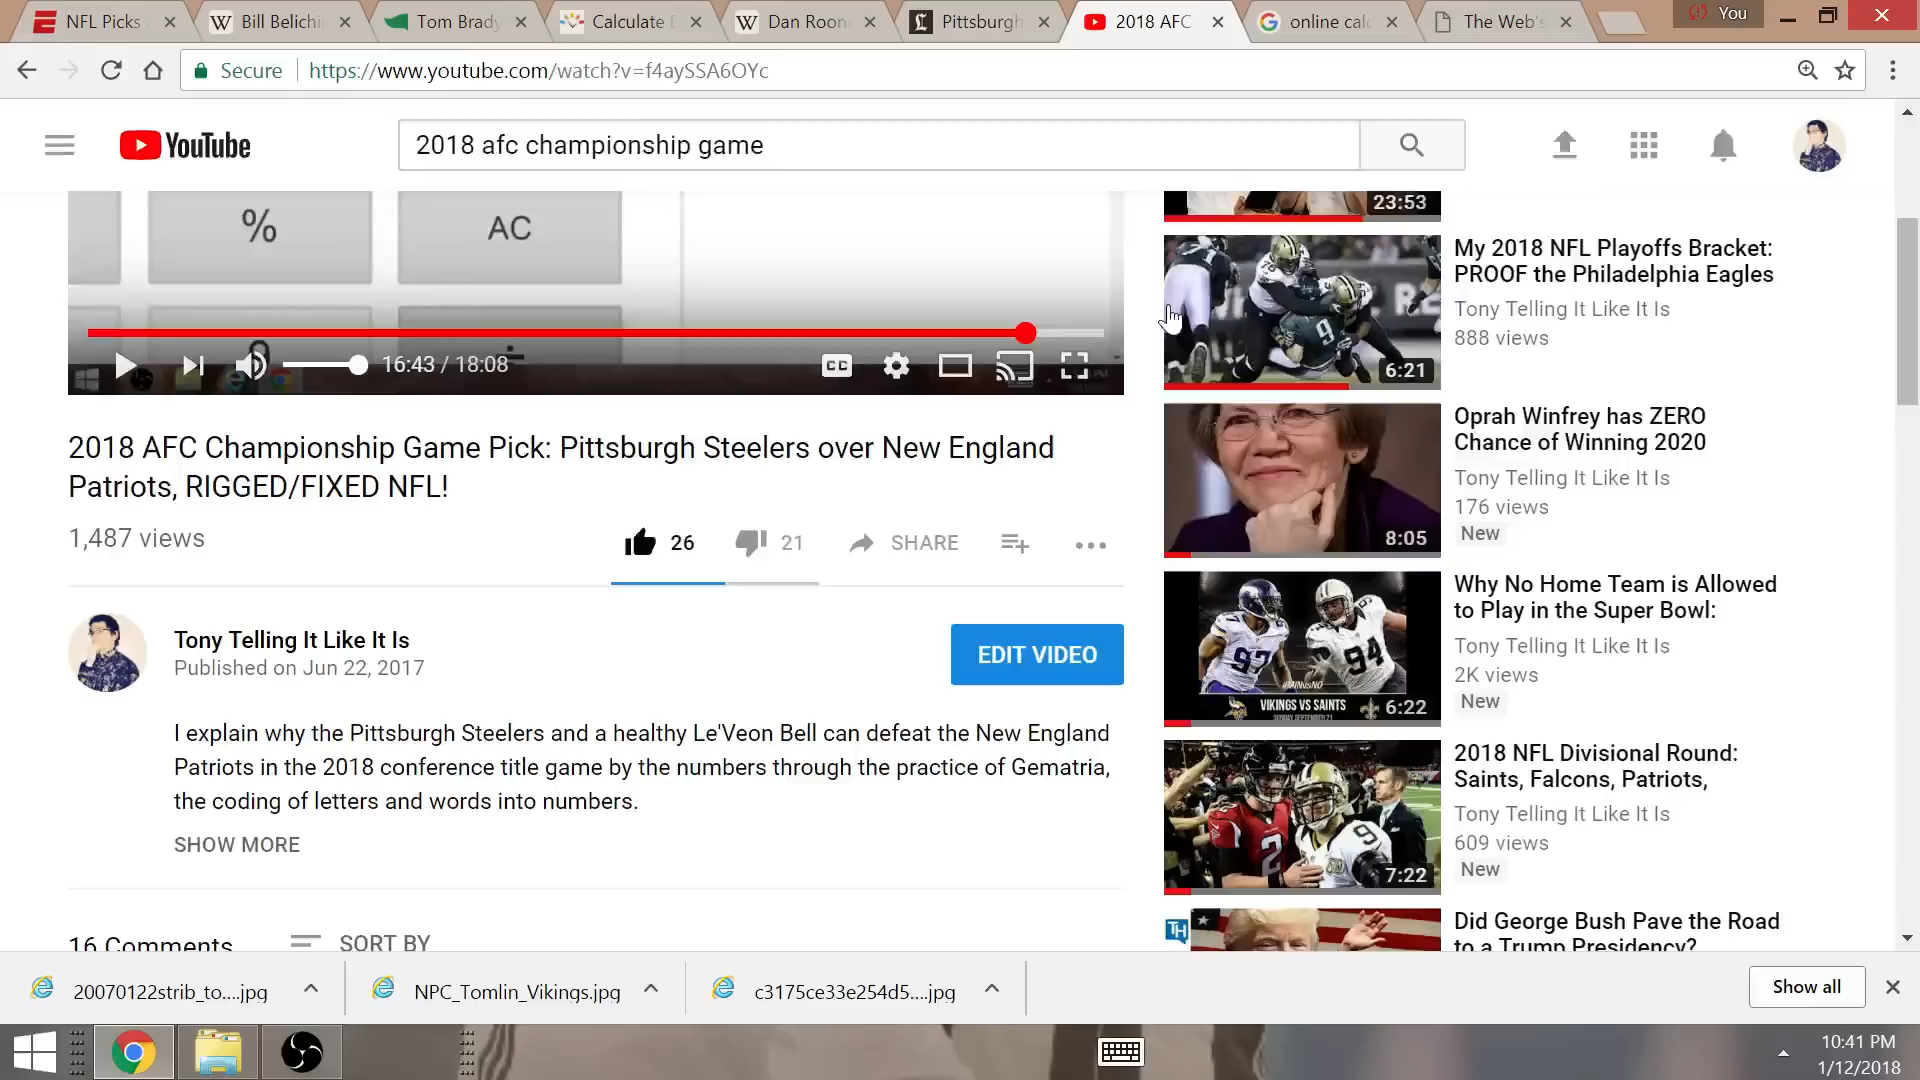 NFL Picks
Bill Belichi
Tom Brady
Calculate
Dan Roon
Pittsburgh
2018 AFC
online calc
The Web's
You
Secure
https://www.youtube.com/watch?v=f4aySSA6OYc
YouTube
2018 afc championship game
%
AC
9
16:43 / 18:08
CC
2018 AFC Championship Game Pick: Pittsburgh Steelers over New England
Patriots, RIGGED/FIXED NFL!
1,487 views
26
21
SHARE
Tony Telling It Like It Is
Published on Jun 22, 2017
EDIT VIDEO
I explain why the Pittsburgh Steelers and a healthy Le'Veon Bell can defeat the New England
Patriots in the 2018 conference title game by the numbers through the practice of Gematria,
the coding of letters and words into numbers.
SHOW MORE
16 Comments
SORT BY
23:53
My 2018 NFL Playoffs Bracket:
PROOF the Philadelphia Eagles
Tony Telling It Like It Is
888 views
9
6:21
Oprah Winfrey has ZERO
Chance of Winning 2020
Tony Telling It Like It Is
176 views
New
8:05
Why No Home Team is Allowed
to Play in the Super Bowl:
Tony Telling It Like It Is
2K views
New
97
94
VIKINGS VS SAINTS
6:22
2018 NFL Divisional Round:
Saints, Falcons, Patriots,
Tony Telling It Like It Is
609 views
New
2
9
7:22
Did George Bush Pave the Road
to a Trump Presidency?
TH
20070122strib_to....jpg
NPC_Tomlin_Vikings.jpg
c3175ce33e254d5....jpg
Show all
10:41 PM
1/12/2018